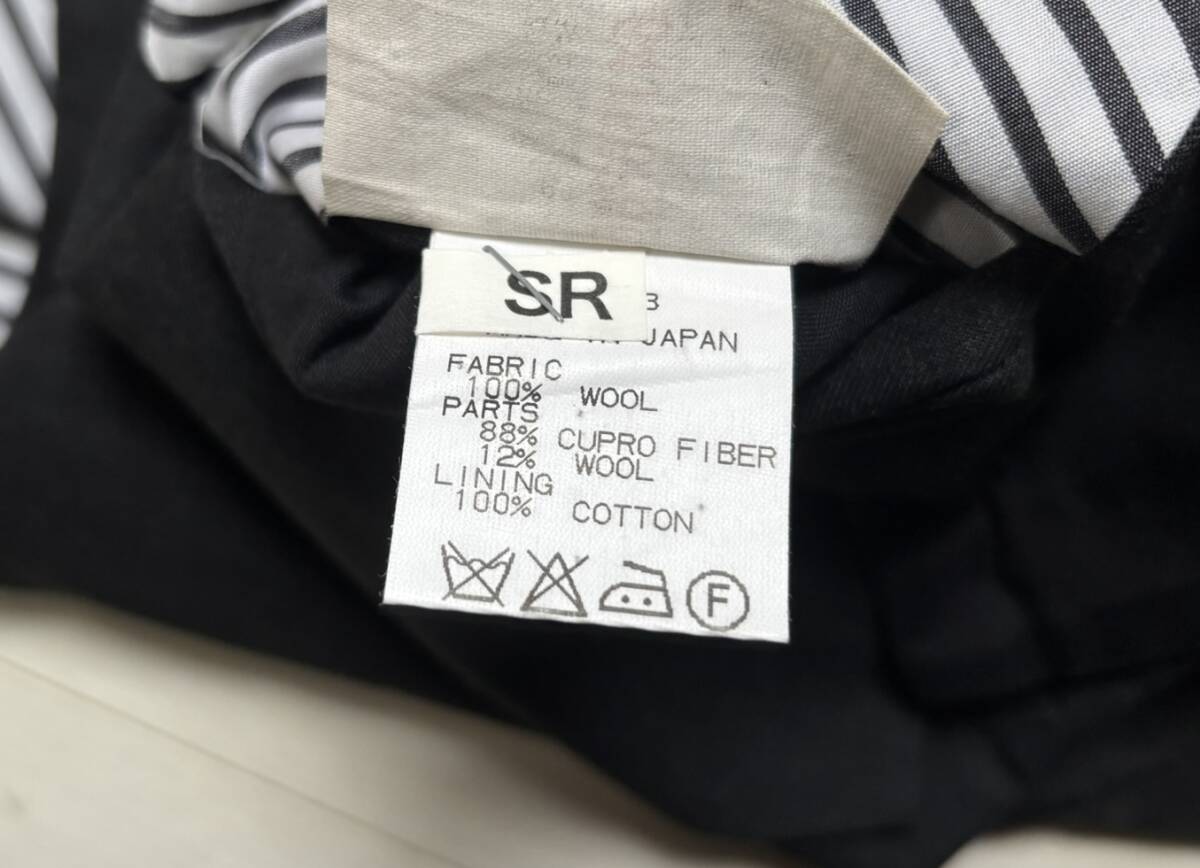 SR
JAPAN
FABRIC
100% WOOL
PARTS
88% CUPRO FIBER
12% WOOL
LINING
100% COTTON
F